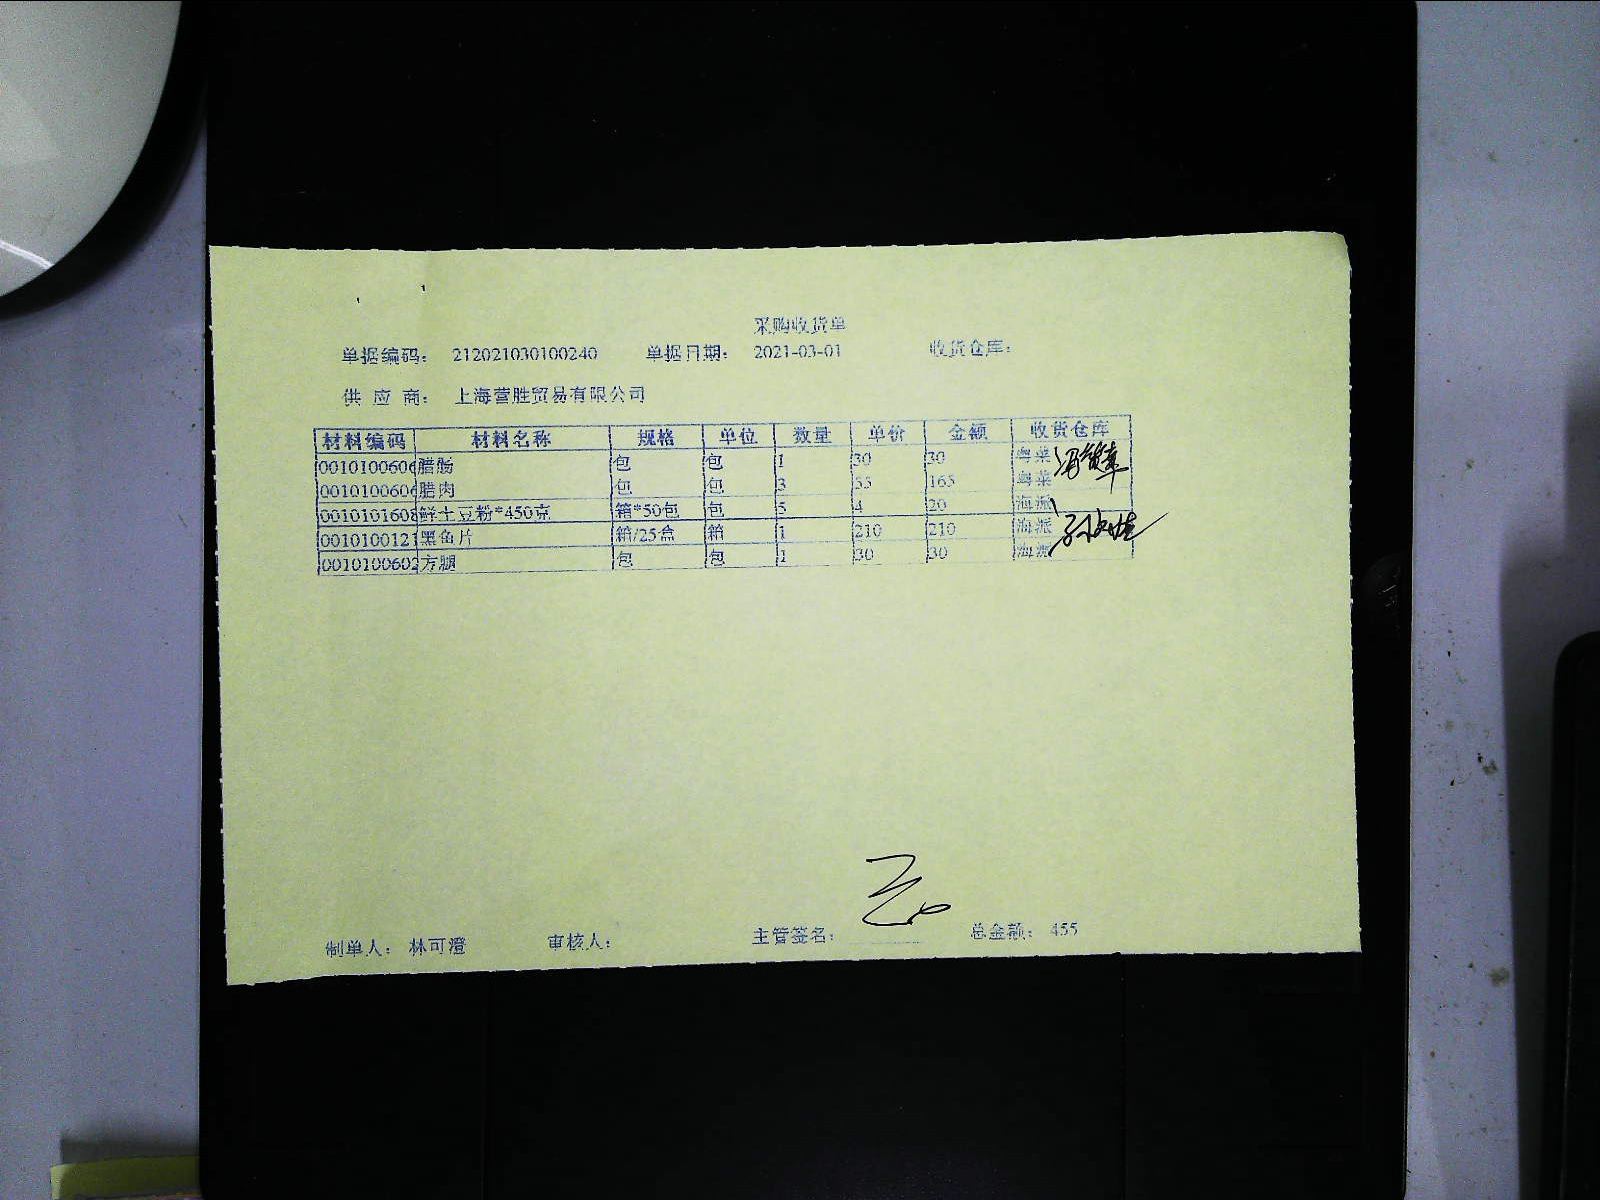 采购收货单
单据编码： 212021030100240 单据日期： 2021-03-01 收货仓库：
供 应 商： 上海营胜贸易有限公司
材料编码 材料名称 规格 单位 数量 单价 金额 收货仓库
0010100606 腊肠 包 包 1 30 30 粤菜
0010100606 腊肉 包 包 3 55 165 粤菜
0010101608 鲜土豆粉*450克 箱*50包 包 5 4 20 海派
0010100121 黑鱼片 箱/25盒 箱 1 210 210 海派
0010100602 方腿 包 包 1 30 30 海派
制单人： 林可澄 审核人： 主管签名： 总金额： 455